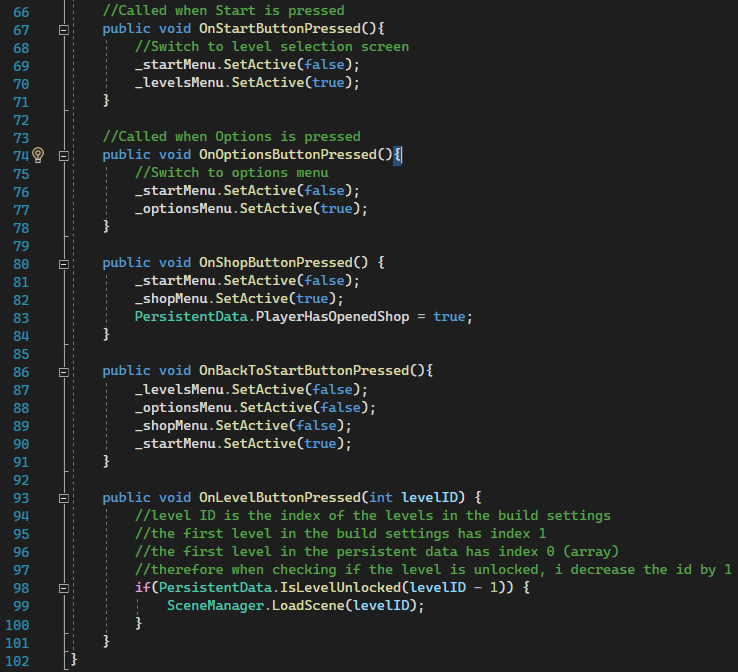 66 //Called when Start is pressed
67 public void OnStartButtonPressed(){
68 //Switch to level selection screen
69 _startMenu.SetActive(false);
70 _levelsMenu.SetActive(true);
71 }
72
73 //Called when Options is pressed
74 public void OnOptionsButtonPressed(){
75 //Switch to options menu
76 _startMenu.SetActive(false);
77 _optionsMenu.SetActive(true);
78 }
79
80 public void OnShopButtonPressed() {
81 _startMenu.SetActive(false);
82 _shopMenu.SetActive(true);
83 PersistentData.PlayerHasOpenedShop = true;
84 }
85
86 public void OnBackToStartButtonPressed(){
87 _levelsMenu.SetActive(false);
88 _optionsMenu.SetActive(false);
89 _shopMenu.SetActive(false);
90 _startMenu.SetActive(true);
91 }
92
93 public void OnLevelButtonPressed(int levelID) {
94 //level ID is the index of the levels in the build settings
95 //the first level in the build settings has index 1
96 //the first level in the persistent data has index 0 (array)
97 //therefore when checking if the level is unlocked, i decrease the id by 1
98 if(PersistentData.IsLevelUnlocked(levelID - 1)) {
99 SceneManager.LoadScene(levelID);
100 }
101 }
102 }